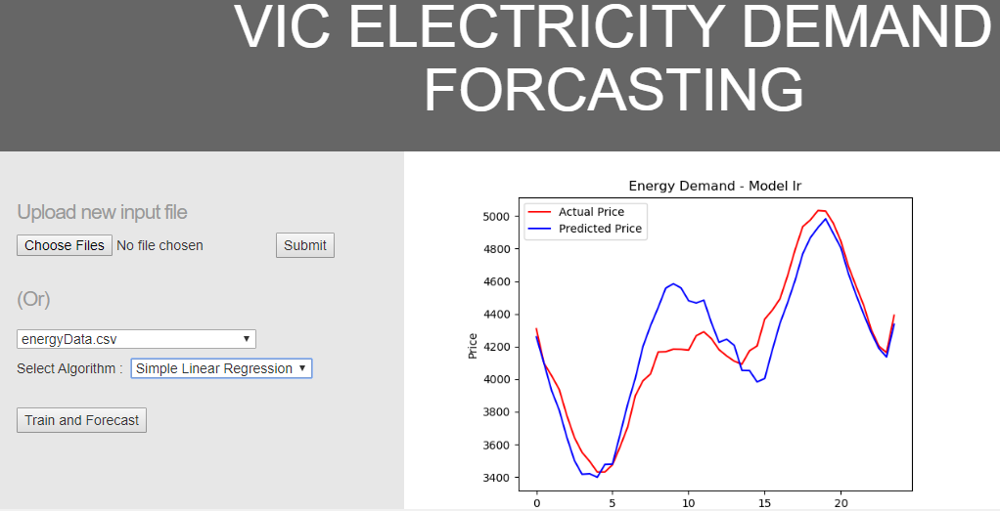 VIC ELECTRICITY DEMAND
FORCASTING
Upload new input file
Choose Files No file chosen Submit
(Or)
energyData.csv
Select Algorithm : Simple Linear Regression
Train and Forecast
Energy Demand - Model lr
Actual Price
Predicted Price
Price
5000
4800
4600
4400
4200
4000
3800
3600
3400
0 5 10 15 20